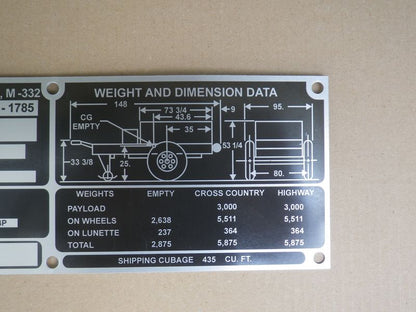 , M -332
- 1785
WEIGHT AND DIMENSION DATA
148
73 3/4
9
95.
CG
EMPTY
43.6
35
53 1/4
33 3/8
25.
80.
WEIGHTS EMPTY CROSS COUNTRY HIGHWAY
PAYLOAD 3,000 3,000
ON WHEELS 2,638 5,511 5,511
ON LUNETTE 237 364 364
TOTAL 2,875 5,875 5,875
SHIPPING CUBAGE 435 CU. FT.